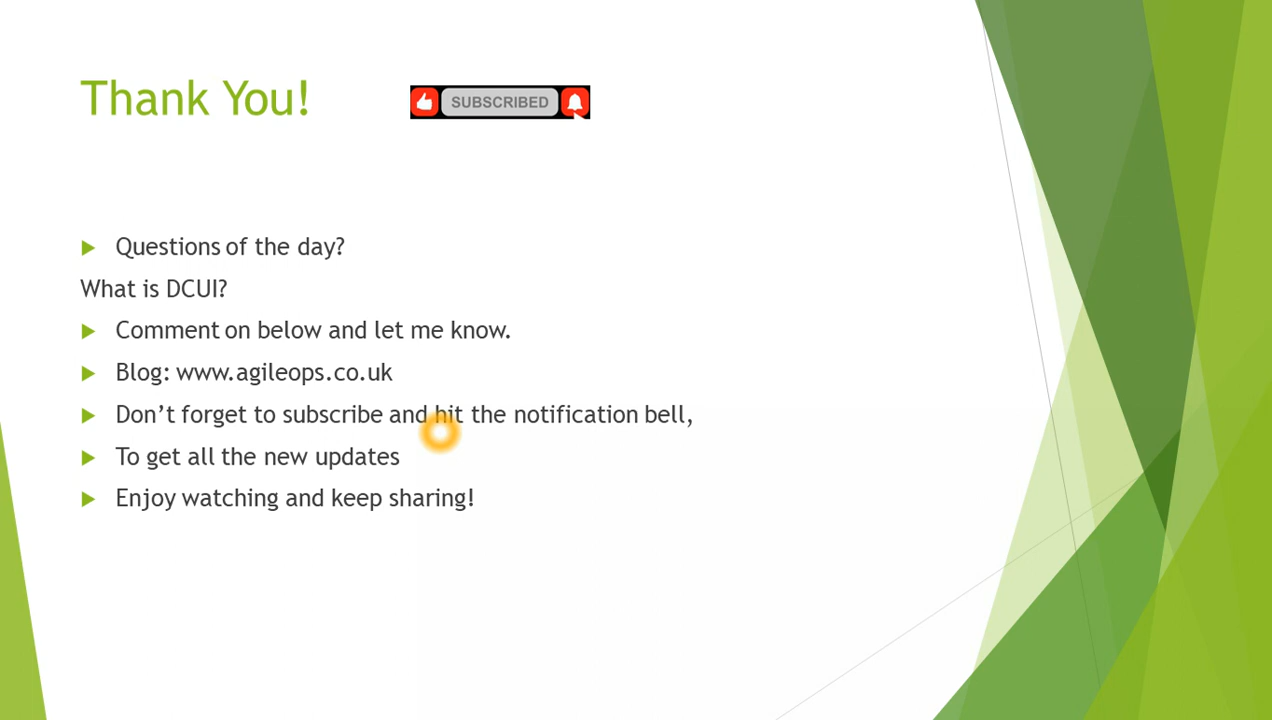 Thank You!
SUBSCRIBED
Questions of the day?
What is DCUI?
Comment on below and let me know.
Blog: www.agileops.co.uk
Don’t forget to subscribe and hit the notification bell,
To get all the new updates
Enjoy watching and keep sharing!